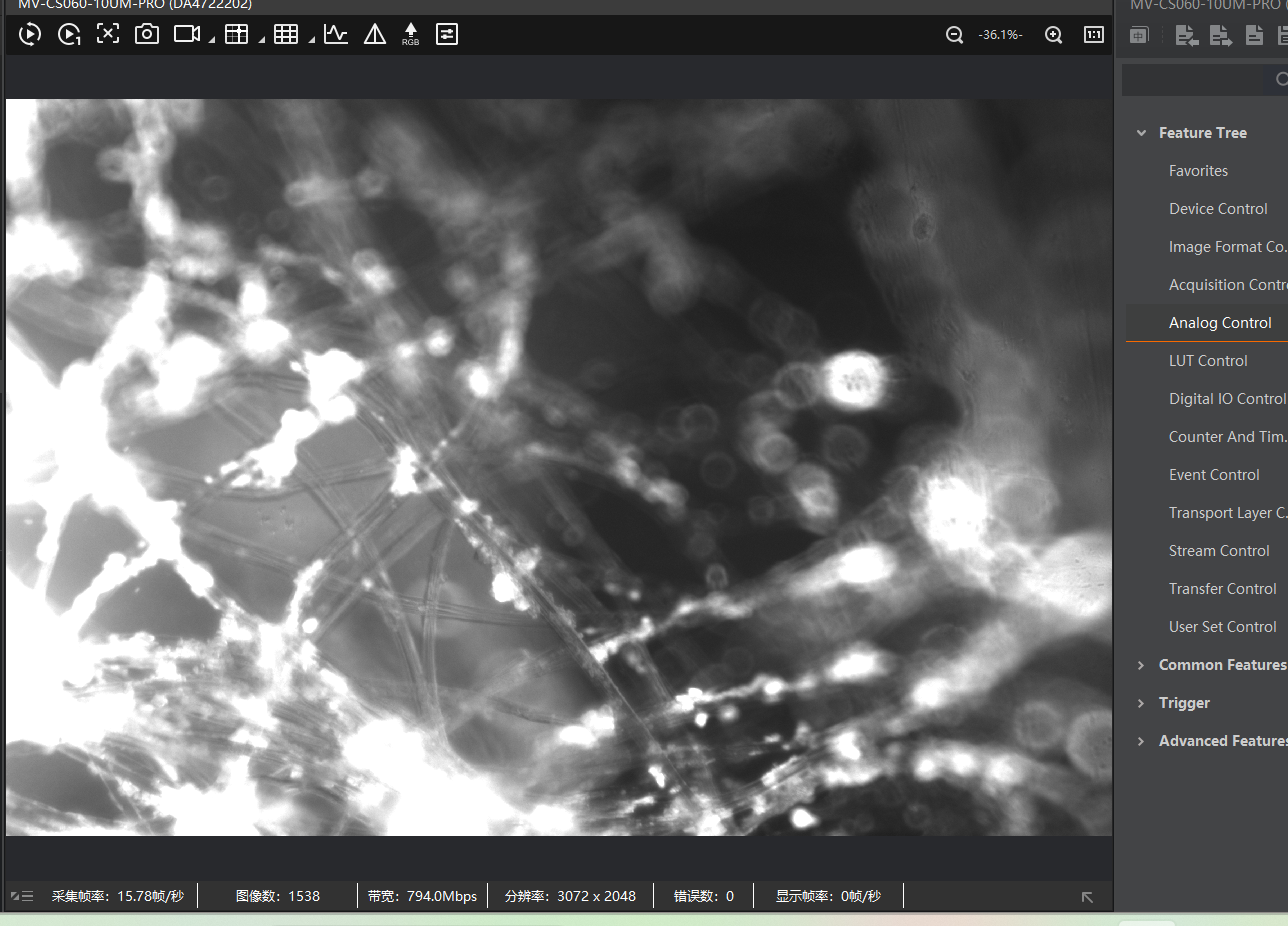 MV-CS060-10UM-PRO (DA4722202)
MV-CS060-10UM-PRO (
1
RGB
-36.1%-
1:1
中
Feature Tree
Favorites
Device Control
Image Format Co.
Acquisition Contr
Analog Control
LUT Control
Digital IO Control
Counter And Tim.
Event Control
Transport Layer C.
Stream Control
Transfer Control
User Set Control
Common Features
Trigger
Advanced Features
采集帧率：15.78帧/秒
图像数：1538
带宽：794.0Mbps
分辨率：3072 x 2048
错误数：0
显示帧率：0帧/秒